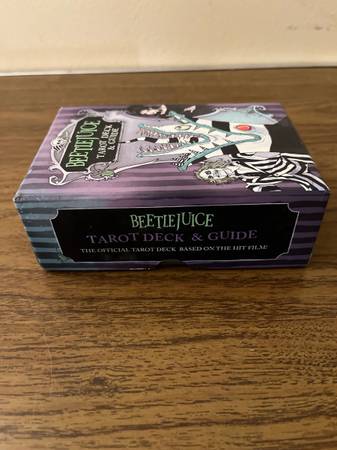 BEETLEJUICE
TAROT DECK
& GUIDE
BEETLEJUICE
TAROT DECK & GUIDE
THE OFFICIAL TAROT DECK BASED ON THE HIT FILM!